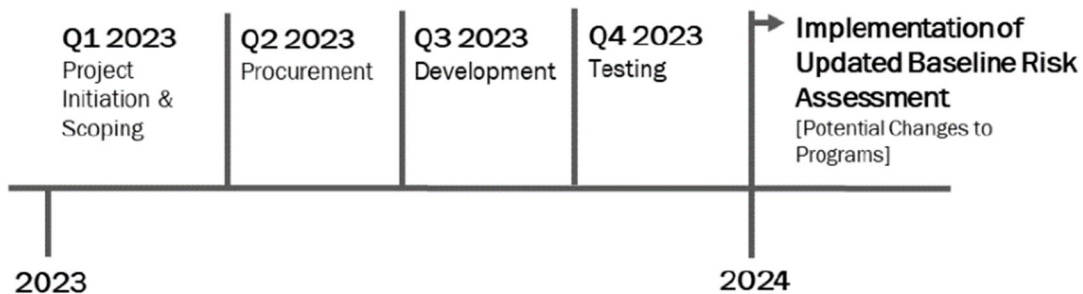 Q1 2023
Project
Initiation &
Scoping
Q2 2023
Procurement
Q3 2023
Development
Q4 2023
Testing
Implementation of
Updated Baseline Risk
Assessment
[Potential Changes to
Programs]
2023
2024